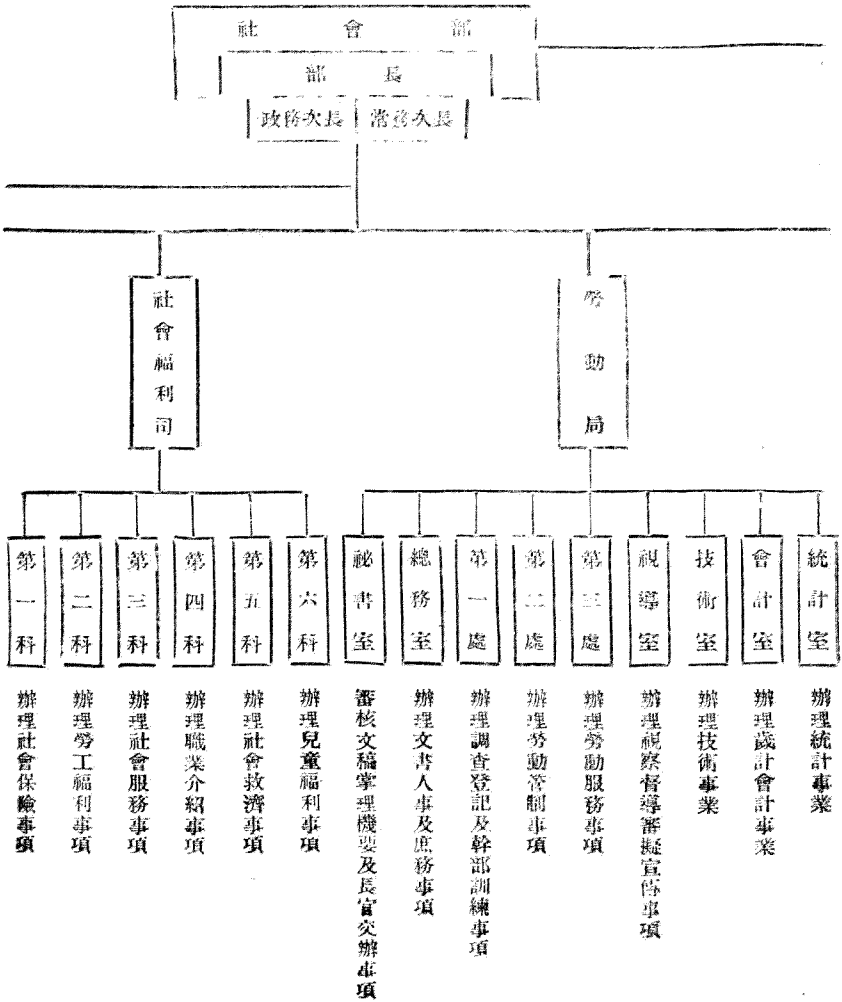 社會部
部長
政務次長
常務次長
社會福利司
勞動局
第一科
第二科
第三科
第四科
第五科
第六科
祕書室
總務室
第一處
第二處
第三處
視導室
技術室
會計室
統計室
辦理社會保險事項
辦理勞工福利事項
辦理社會服務事項
辦理職業介紹事項
辦理社會救濟事項
辦理兒童福利事項
審核文稿掌理機要及長官交辦事項
辦理文書人事及庶務事項
辦理調查登記及幹部訓練事項
辦理勞動管制事項
辦理勞動服務事項
辦理視察督導審擬宣傳事項
辦理技術事業
辦理歲計會計事業
辦理統計事業